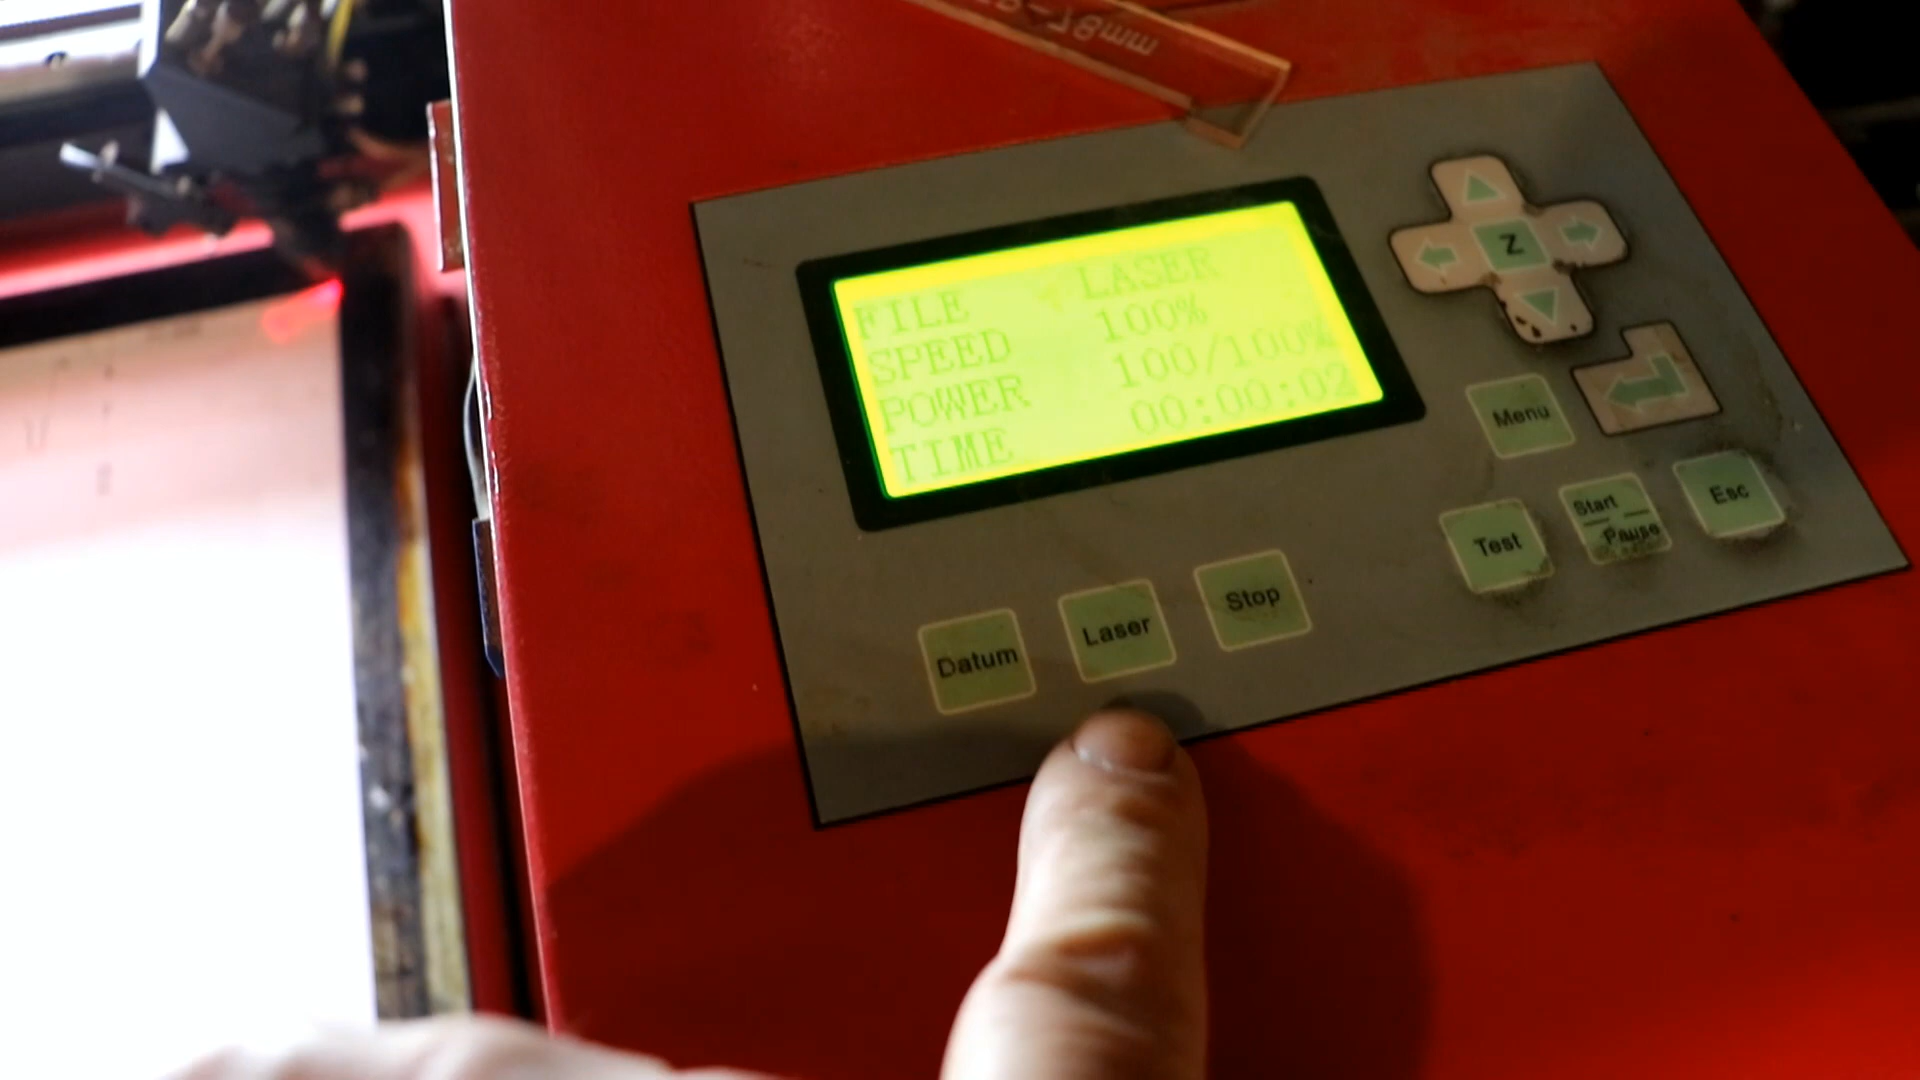 -78mm
FILE LASER
SPEED 100%
POWER 100/100%
TIME 00:00:02
Z
Menu
Test
Start
Pause
Esc
Datum
Laser
Stop